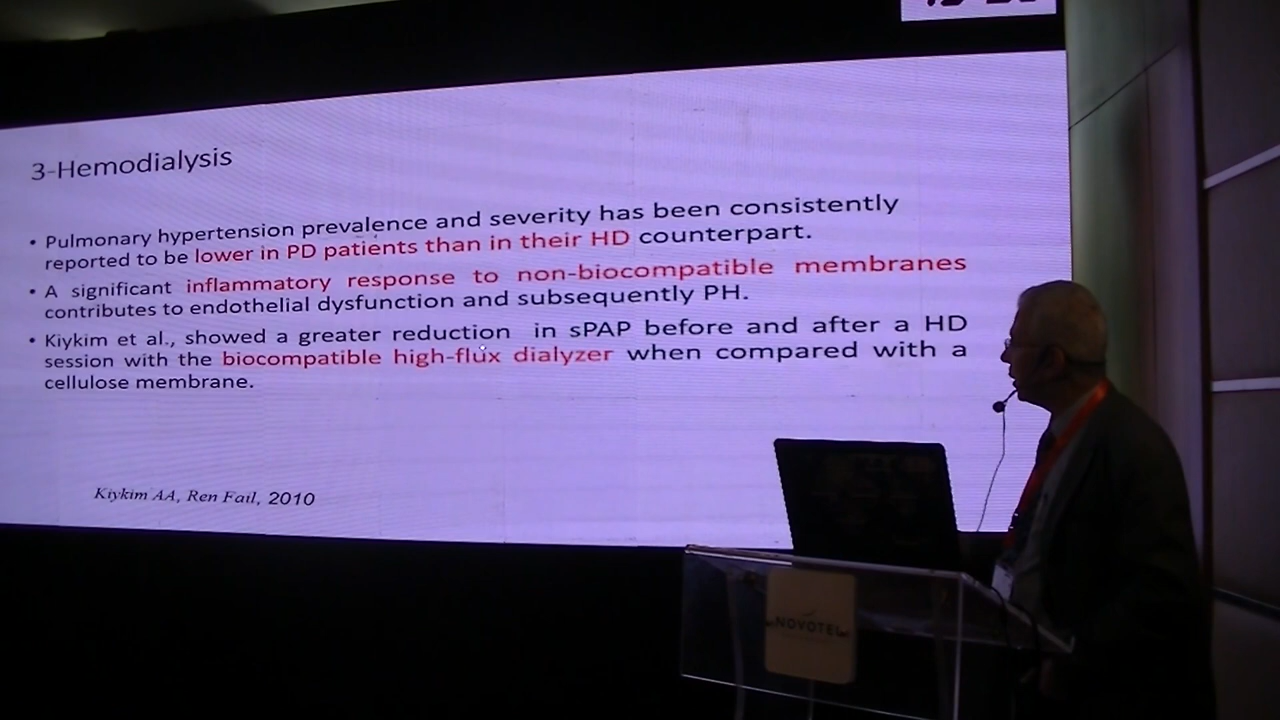 3-Hemodialysis
• Pulmonary hypertension prevalence and severity has been consistently
reported to be lower in PD patients than in their HD counterpart.
• A significant inflammatory response to non-biocompatible membranes
contributes to endothelial dysfunction and subsequently PH.
• Kiykim et al., showed a greater reduction in sPAP before and after a HD
session with the biocompatible high-flux dialyzer when compared with a
cellulose membrane.
Kiykim AA, Ren Fail, 2010
NOVOTEL